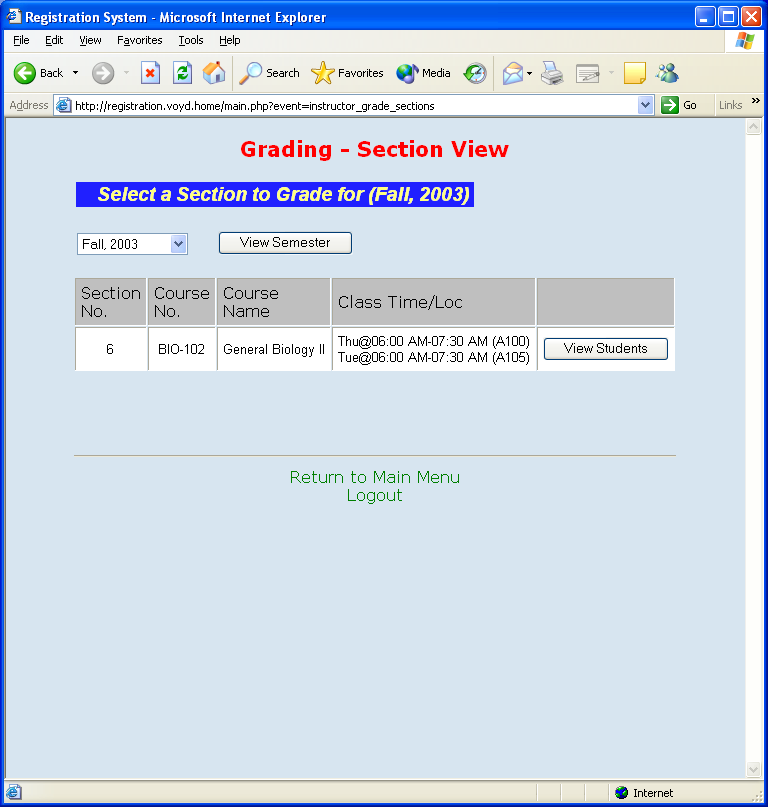 Registration System - Microsoft Internet Explorer
File Edit View Favorites Tools Help
Back Search Favorites Media
Address http://registration.voyd.home/main.php?event=instructor_grade_sections Go Links »
Grading - Section View
Select a Section to Grade for (Fall, 2003)
Fall, 2003 View Semester
Section No. Course No. Course Name Class Time/Loc
6 BIO-102 General Biology II Thu@06:00 AM-07:30 AM (A100)
Tue@06:00 AM-07:30 AM (A105) View Students
Return to Main Menu
Logout
Internet